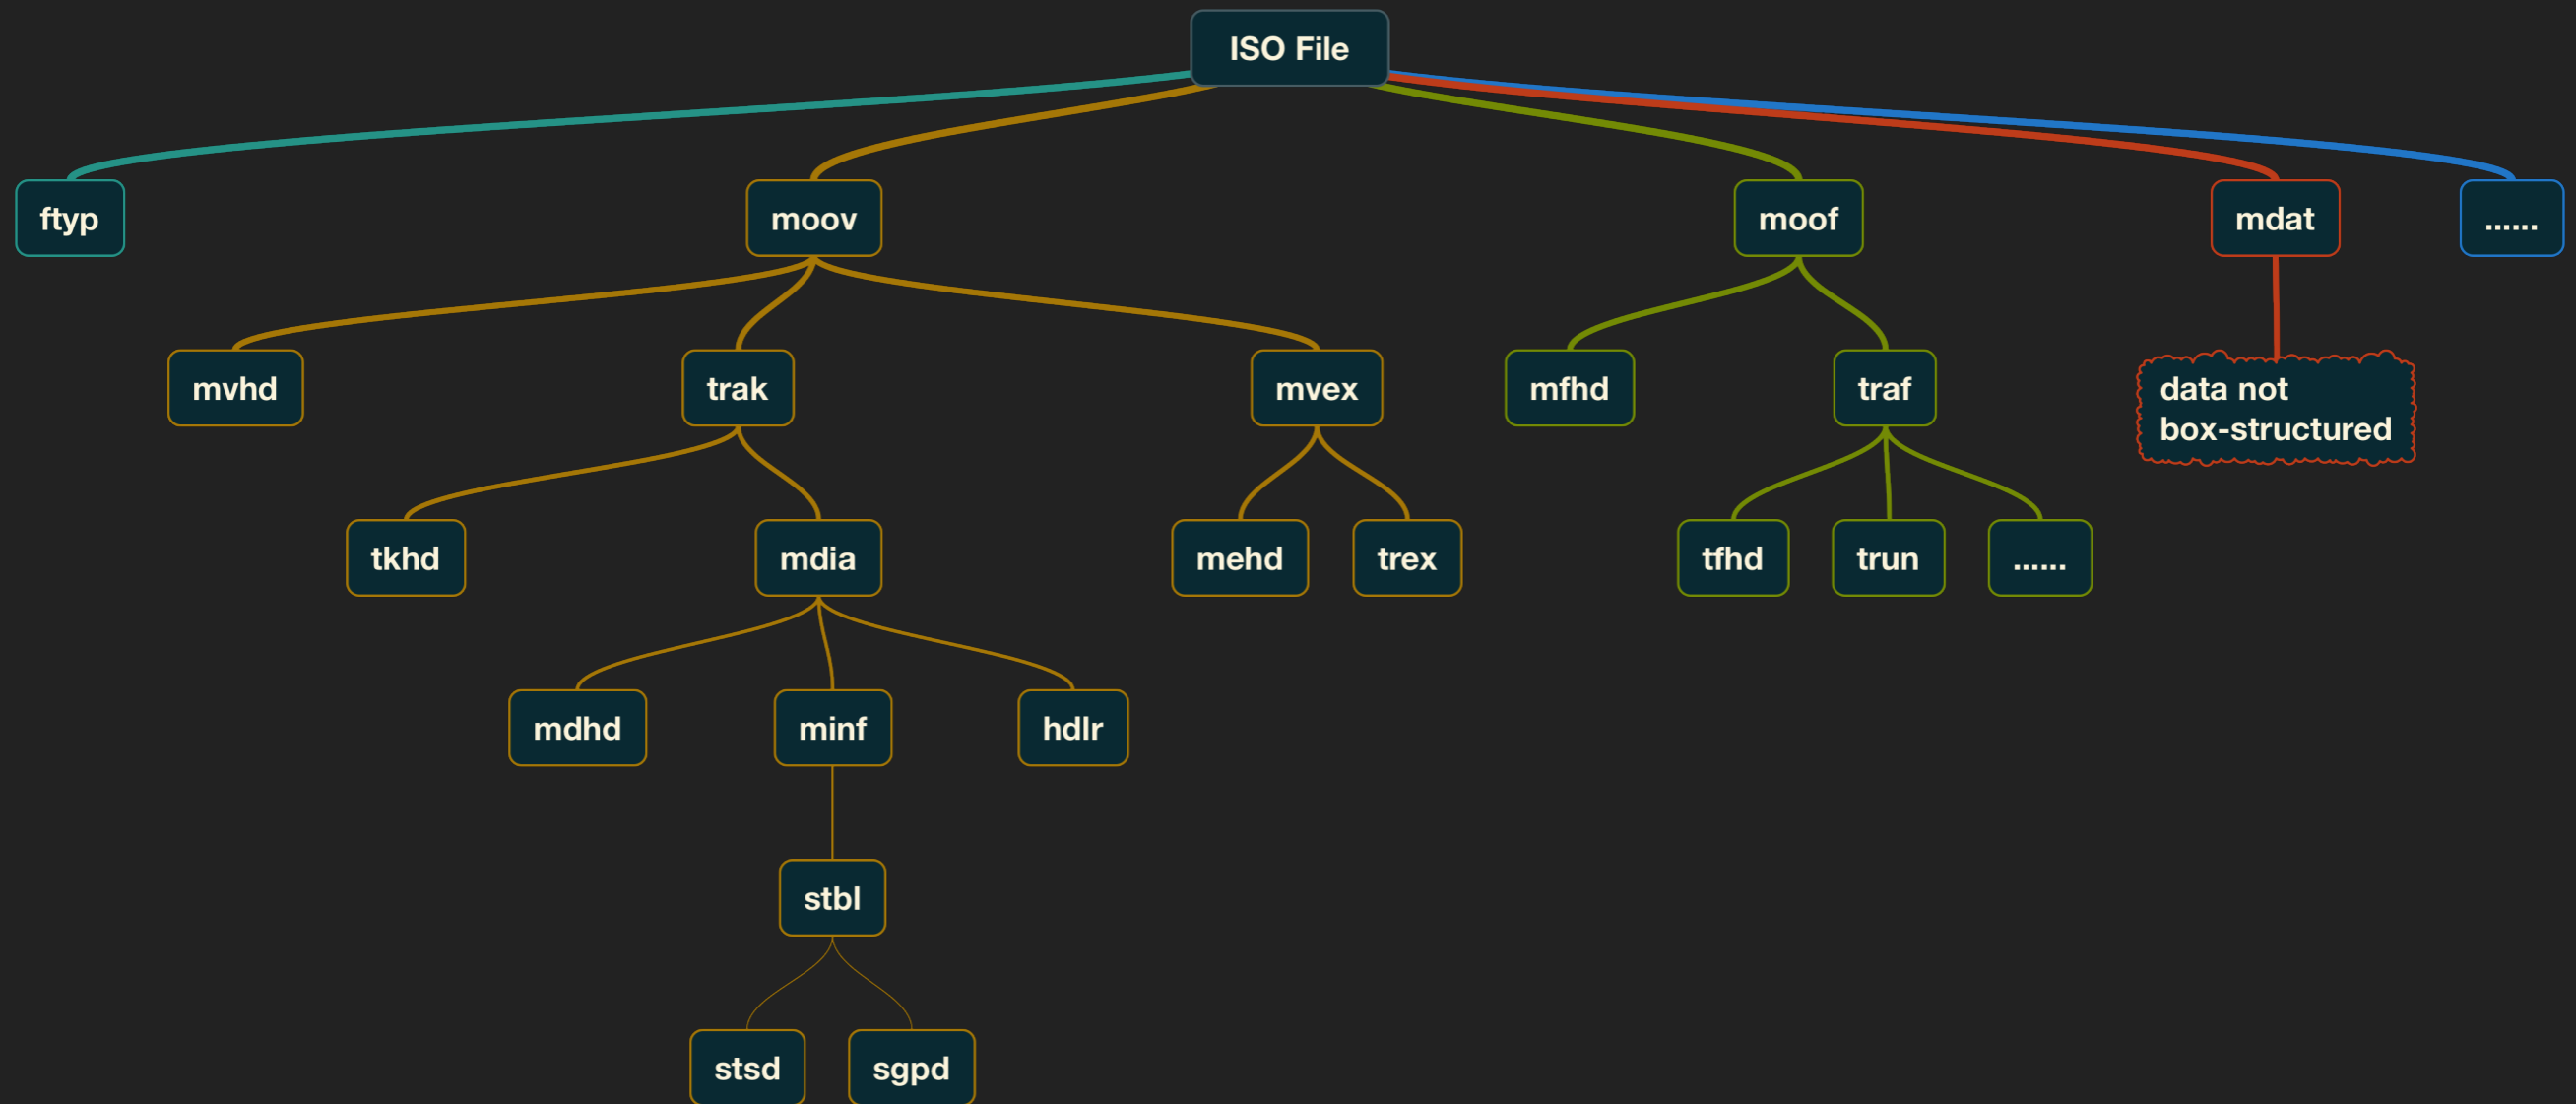 ISO File
ftyp
moov
moof
mdat
......
mvhd
trak
mvex
mfhd
traf
data not
box-structured
tkhd
mdia
mehd
trex
tfhd
trun
......
mdhd
minf
hdlr
stbl
stsd
sgpd